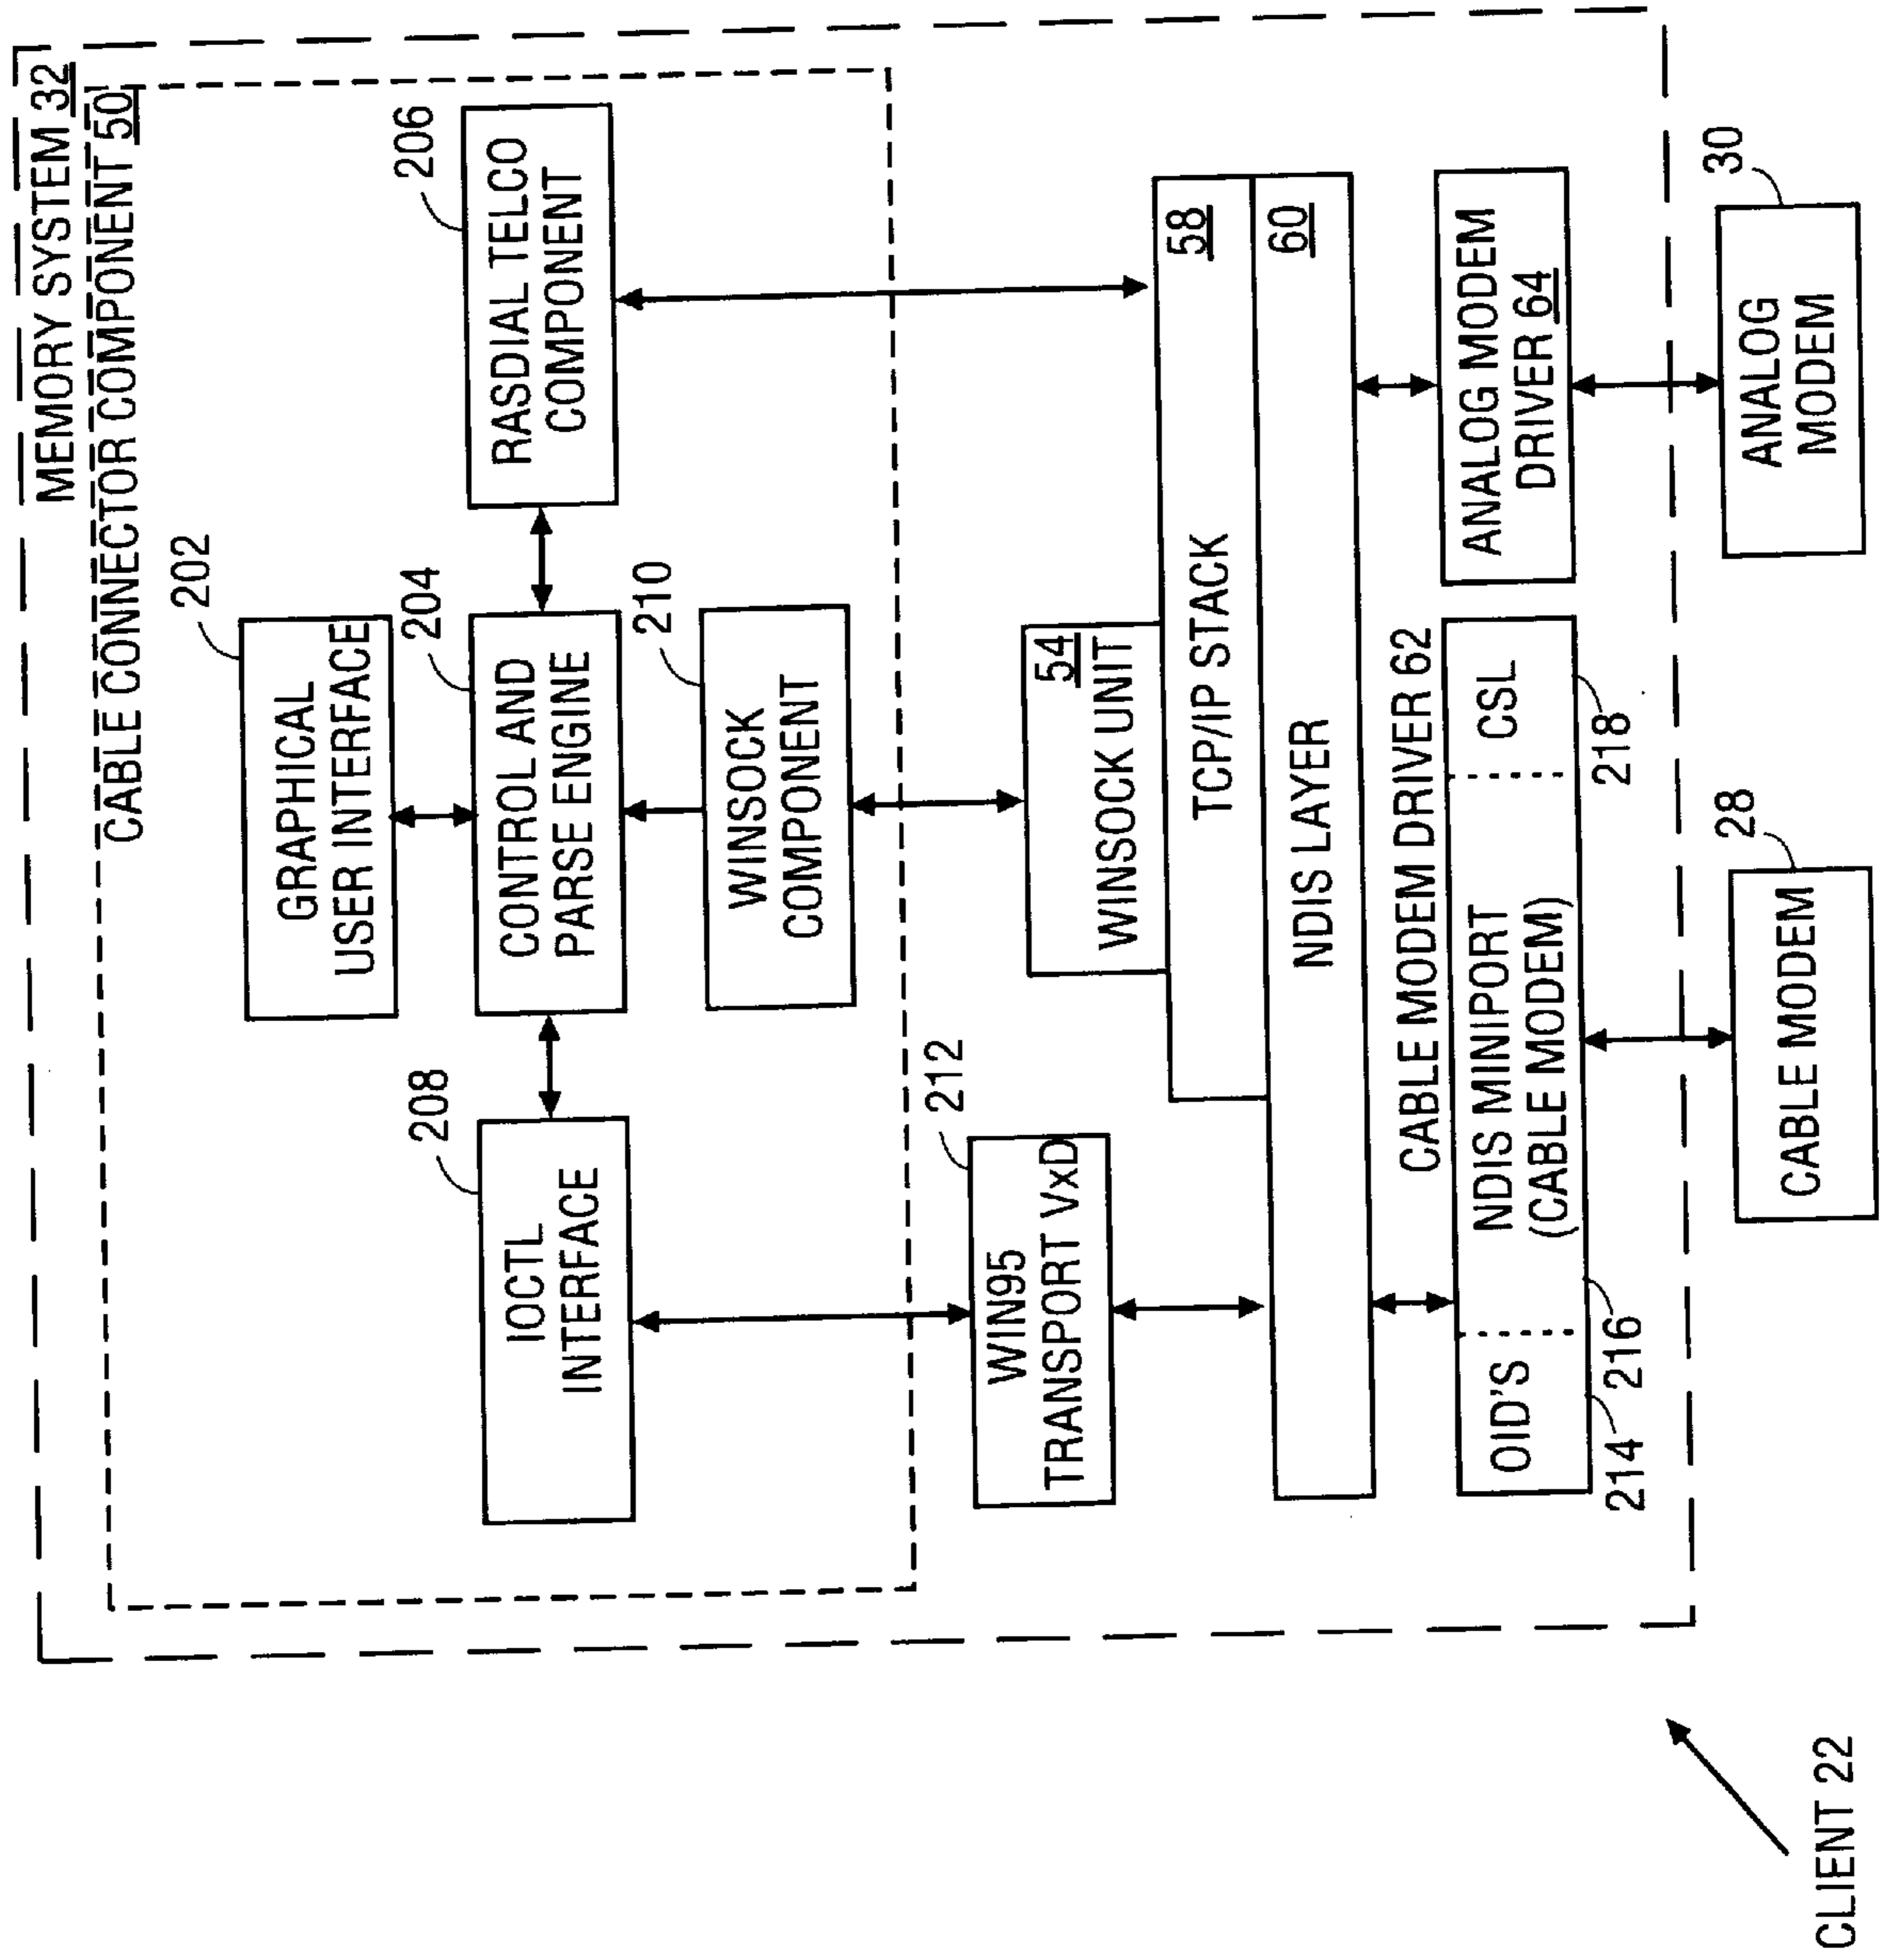 MEMORY SYSTEM 32
CABLE CONNECTOR COMPONENT 50
202
GRAPHICAL
USER INTERFACE
208
IOCTL
INTERFACE
204
CONTROL AND
PARSE ENGINE
206
RASDIAL TELCO
COMPONENT
210
WINSOCK
COMPONENT
212
WIN95
TRANSPORT VxD
54
WINSOCK UNIT
TCP/IP STACK
58
NDIS LAYER
60
CABLE MODEM DRIVER 62
OID'S
NDIS MINIPORT
(CABLE MODEM)
CSL
214
216
218
ANALOG MODEM
DRIVER 64
28
CABLE MODEM
30
ANALOG
MODEM
CLIENT 22